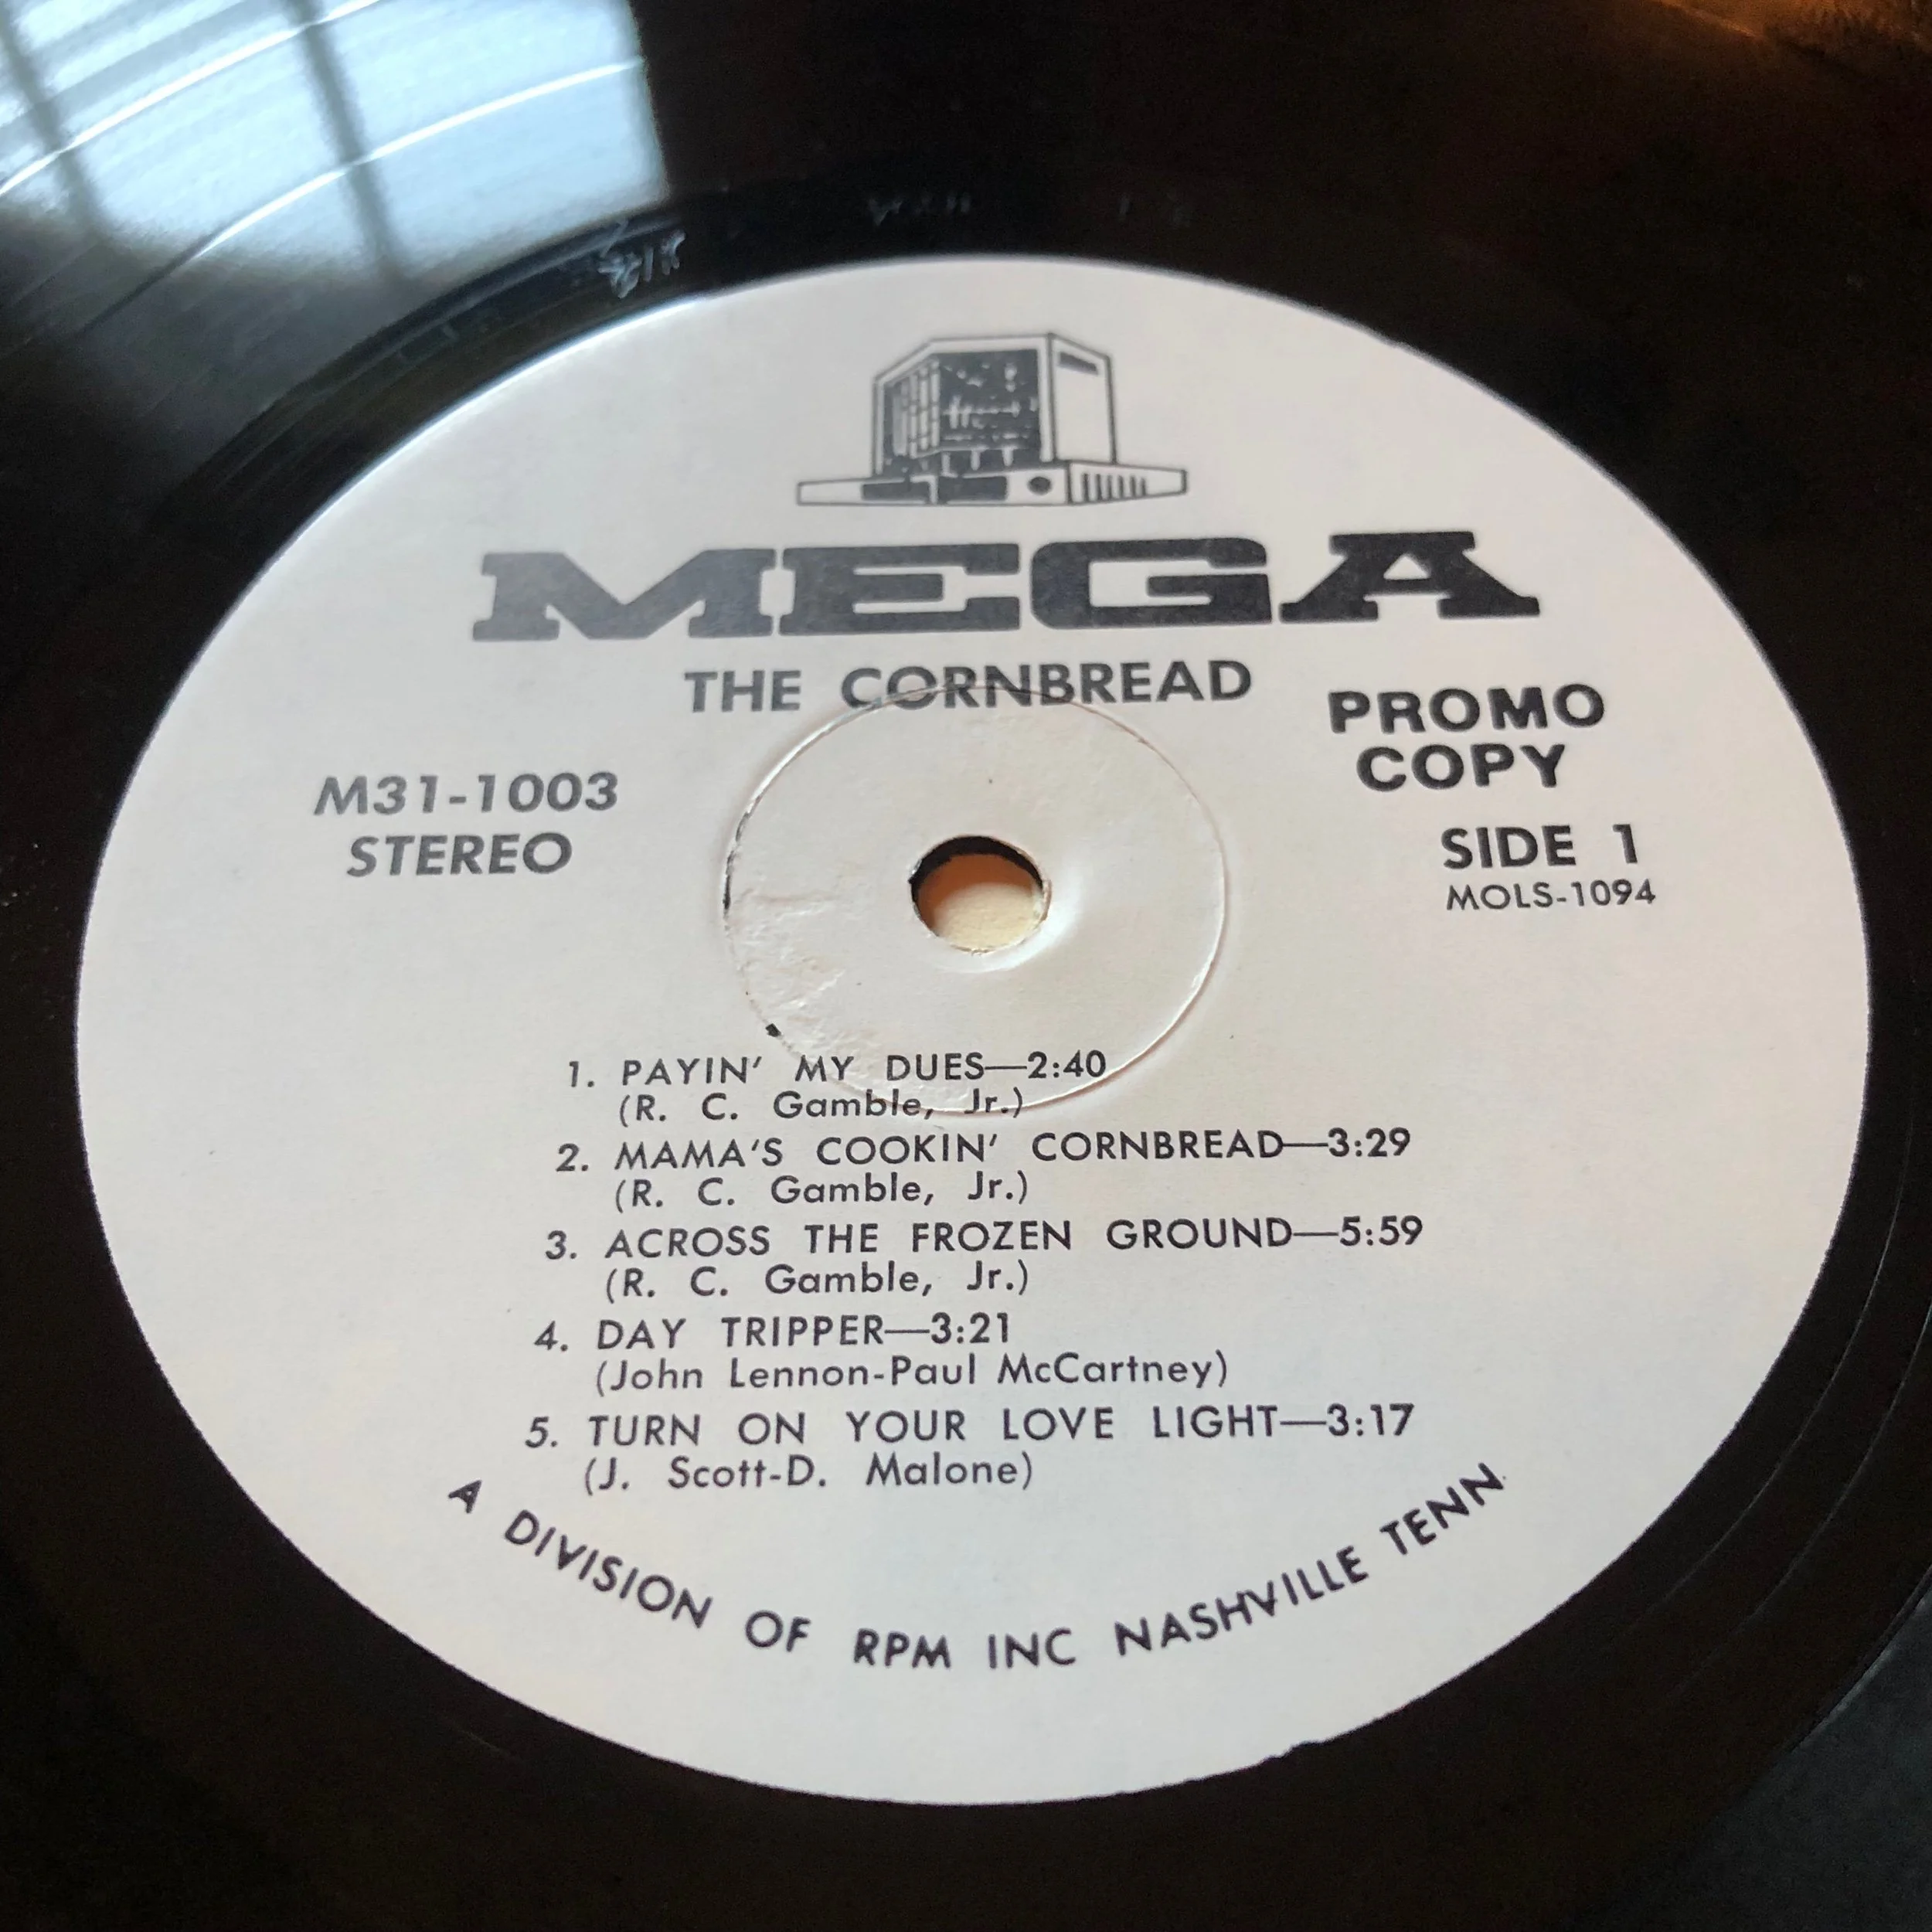 MEGA
THE CORNBREAD
PROMO
COPY
M31-1003
STEREO
SIDE 1
MOLS-1094
1. PAYIN' MY DUES—2:40
(R. C. Gamble, Jr.)
2. MAMA'S COOKIN' CORNBREAD—3:29
(R. C. Gamble, Jr.)
3. ACROSS THE FROZEN GROUND—5:59
(R. C. Gamble, Jr.)
4. DAY TRIPPER—3:21
(John Lennon-Paul McCartney)
5. TURN ON YOUR LOVE LIGHT—3:17
(J. Scott-D. Malone)
A DIVISION OF RPM INC NASHVILLE TENN.